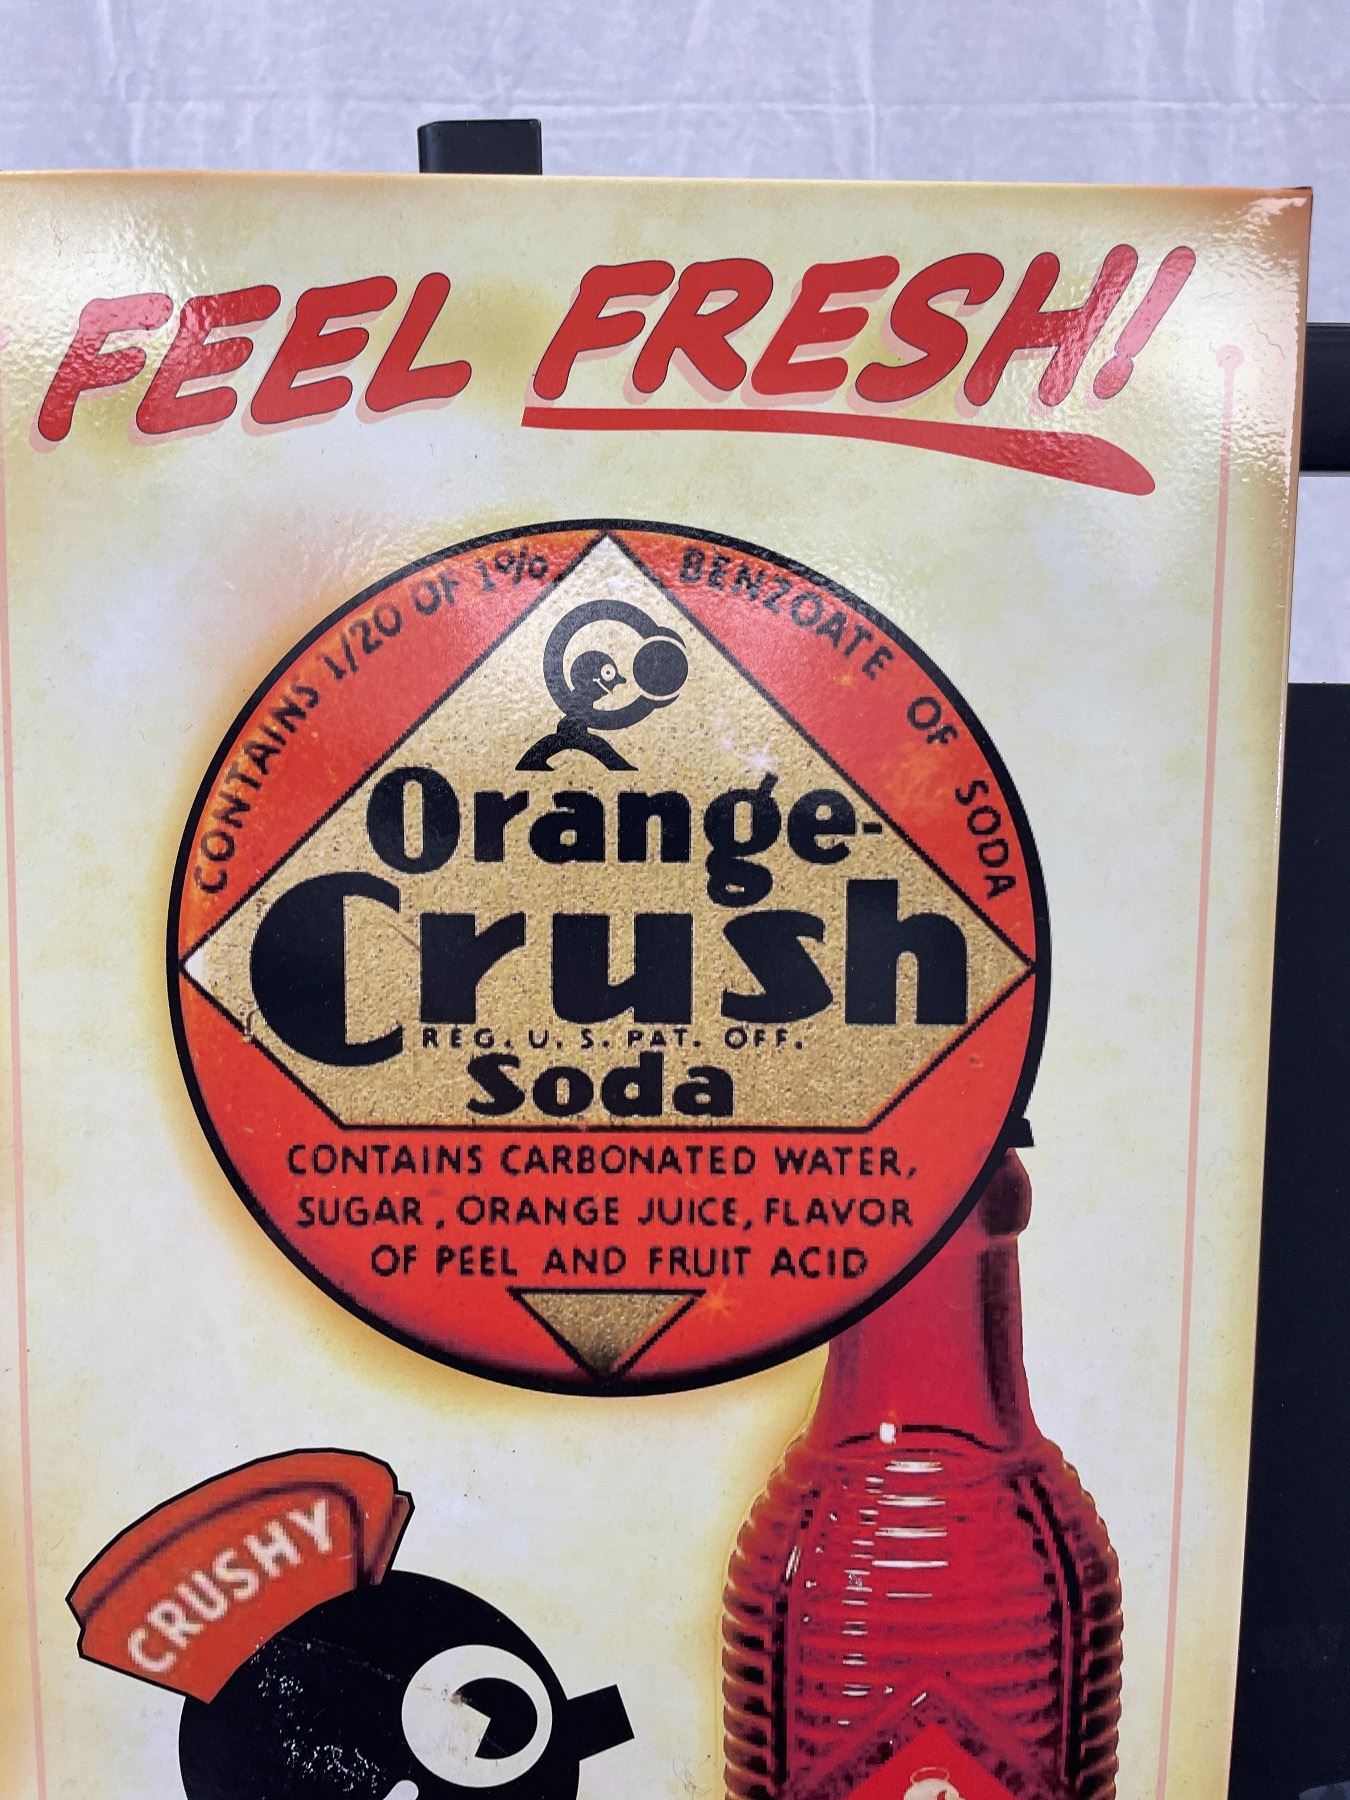 FEEL FRESH!
CONTAINS 1/20 OF 1% BENZOATE OF SODA
Orange-
Crush
REG. U. S. PAT. OFF.
Soda
CONTAINS CARBONATED WATER,
SUGAR, ORANGE JUICE, FLAVOR
OF PEEL AND FRUIT ACID
CRUSHY